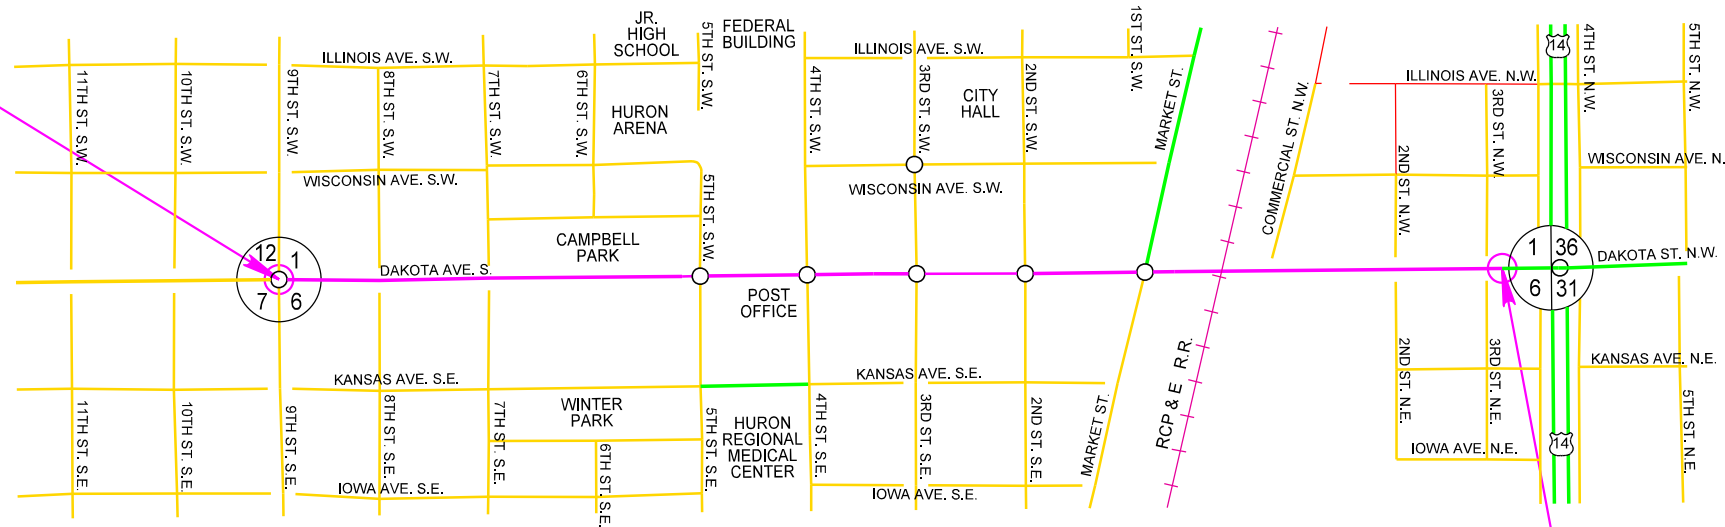 JR.
HIGH
SCHOOL
5TH ST. S.W.
FEDERAL
BUILDING
1ST ST. S.W.
4TH ST. N.W.
5TH ST. N.W.
14
ILLINOIS AVE. S.W.
ILLINOIS AVE. S.W.
ILLINOIS AVE. N.W.
11TH ST. S.W.
10TH ST. S.W.
9TH ST. S.W.
8TH ST. S.W.
7TH ST. S.W.
6TH ST. S.W.
HURON
ARENA
4TH ST. S.W.
3RD ST. S.W.
CITY
HALL
2ND ST. S.W.
MARKET ST.
COMMERCIAL ST. N.W.
2ND ST. N.W.
3RD ST. N.W.
WISCONSIN AVE. N.
WISCONSIN AVE. S.W.
WISCONSIN AVE. S.W.
5TH ST. S.W.
CAMPBELL
PARK
12 1
7 6
DAKOTA AVE. S.
1 36
6 31
DAKOTA ST. N.W.
POST
OFFICE
RCP & E R.R.
2ND ST. N.E.
3RD ST. N.E.
KANSAS AVE. N.E.
5TH ST. N.E.
KANSAS AVE. S.E.
KANSAS AVE. S.E.
11TH ST. S.E.
10TH ST. S.E.
9TH ST. S.E.
8TH ST. S.E.
7TH ST. S.E.
WINTER
PARK
6TH ST. S.E.
5TH ST. S.E.
HURON
REGIONAL
MEDICAL
CENTER
4TH ST. S.E.
3RD ST. S.E.
2ND ST. S.E.
MARKET ST.
IOWA AVE. N.E.
14
IOWA AVE. S.E.
IOWA AVE. S.E.